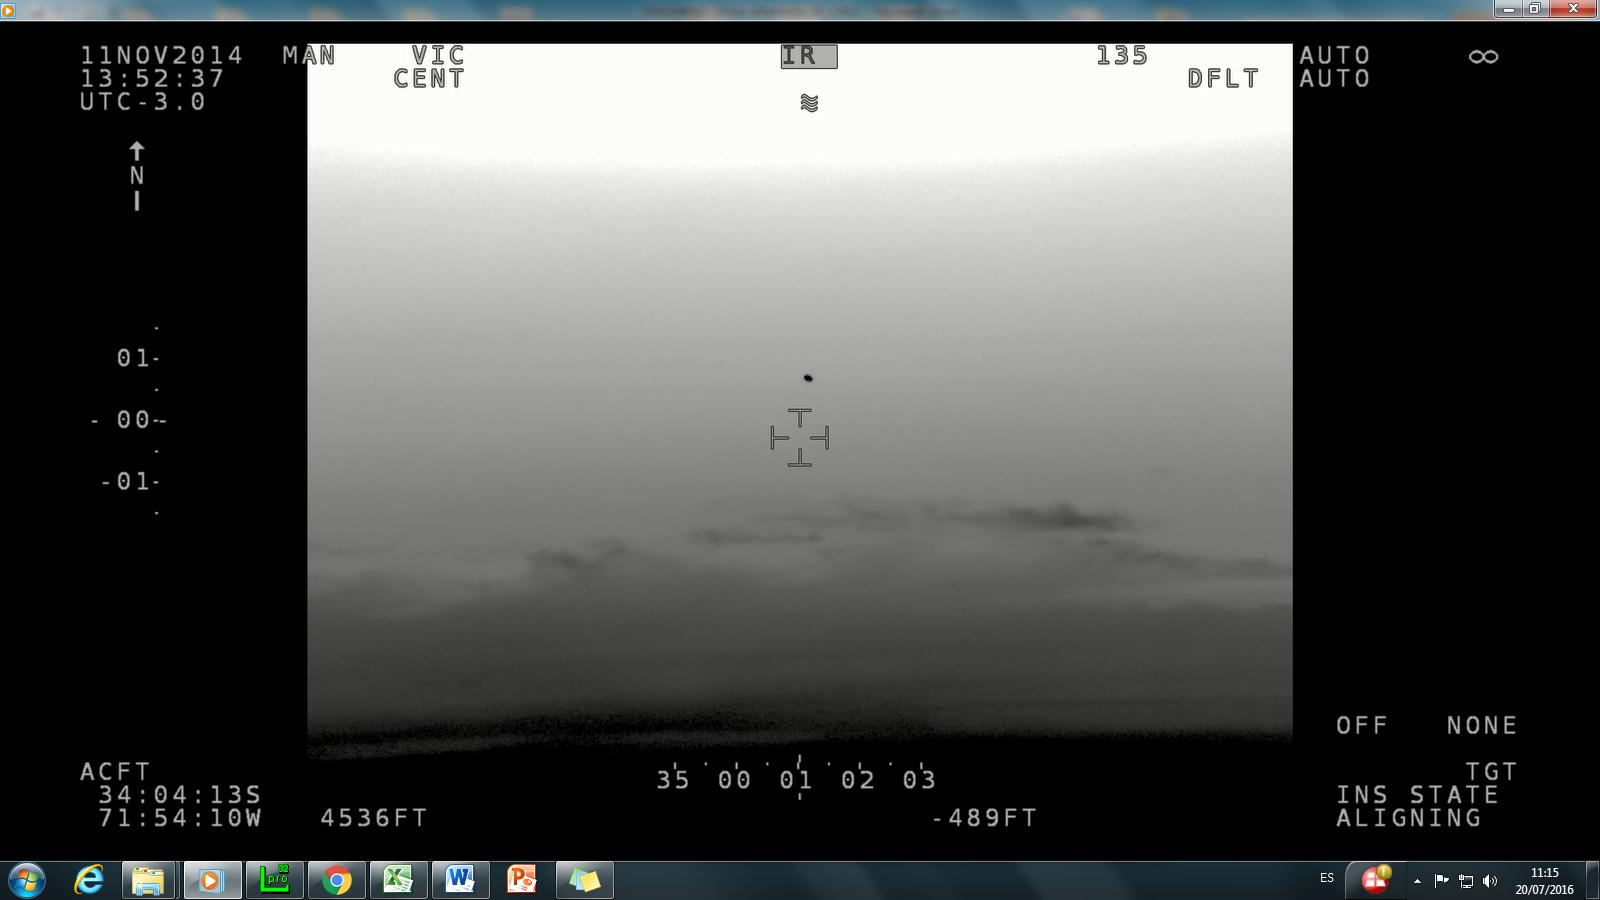 11NOV2014 MAN VIC IR 135 AUTO ∞
13:52:37 CENT DFLT AUTO
UTC-3.0
N
01-
- 00--
-01-
OFF NONE
ACFT TGT
35 00 01 02 03
34:04:13S INS STATE
71:54:10W 4536FT -489FT ALIGNING
32
pro
ES 11:15
20/07/2016